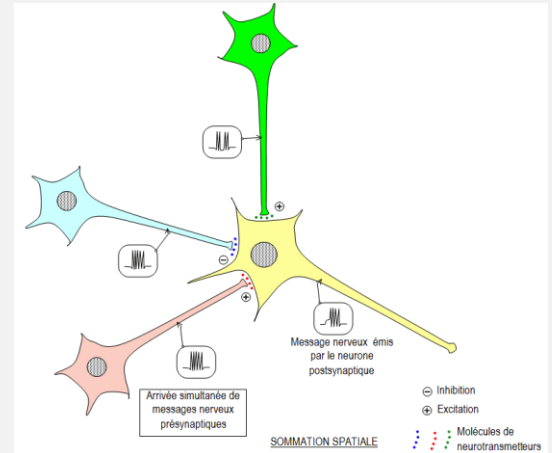 ⊕
⊖
⊕
Message nerveux émis
par le neurone
postsynaptique
Arrivée simultanée de
messages nerveux
présynaptiques
⊖ Inhibition
⊕ Excitation
Molécules de
neurotransmetteurs
SOMMATION SPATIALE